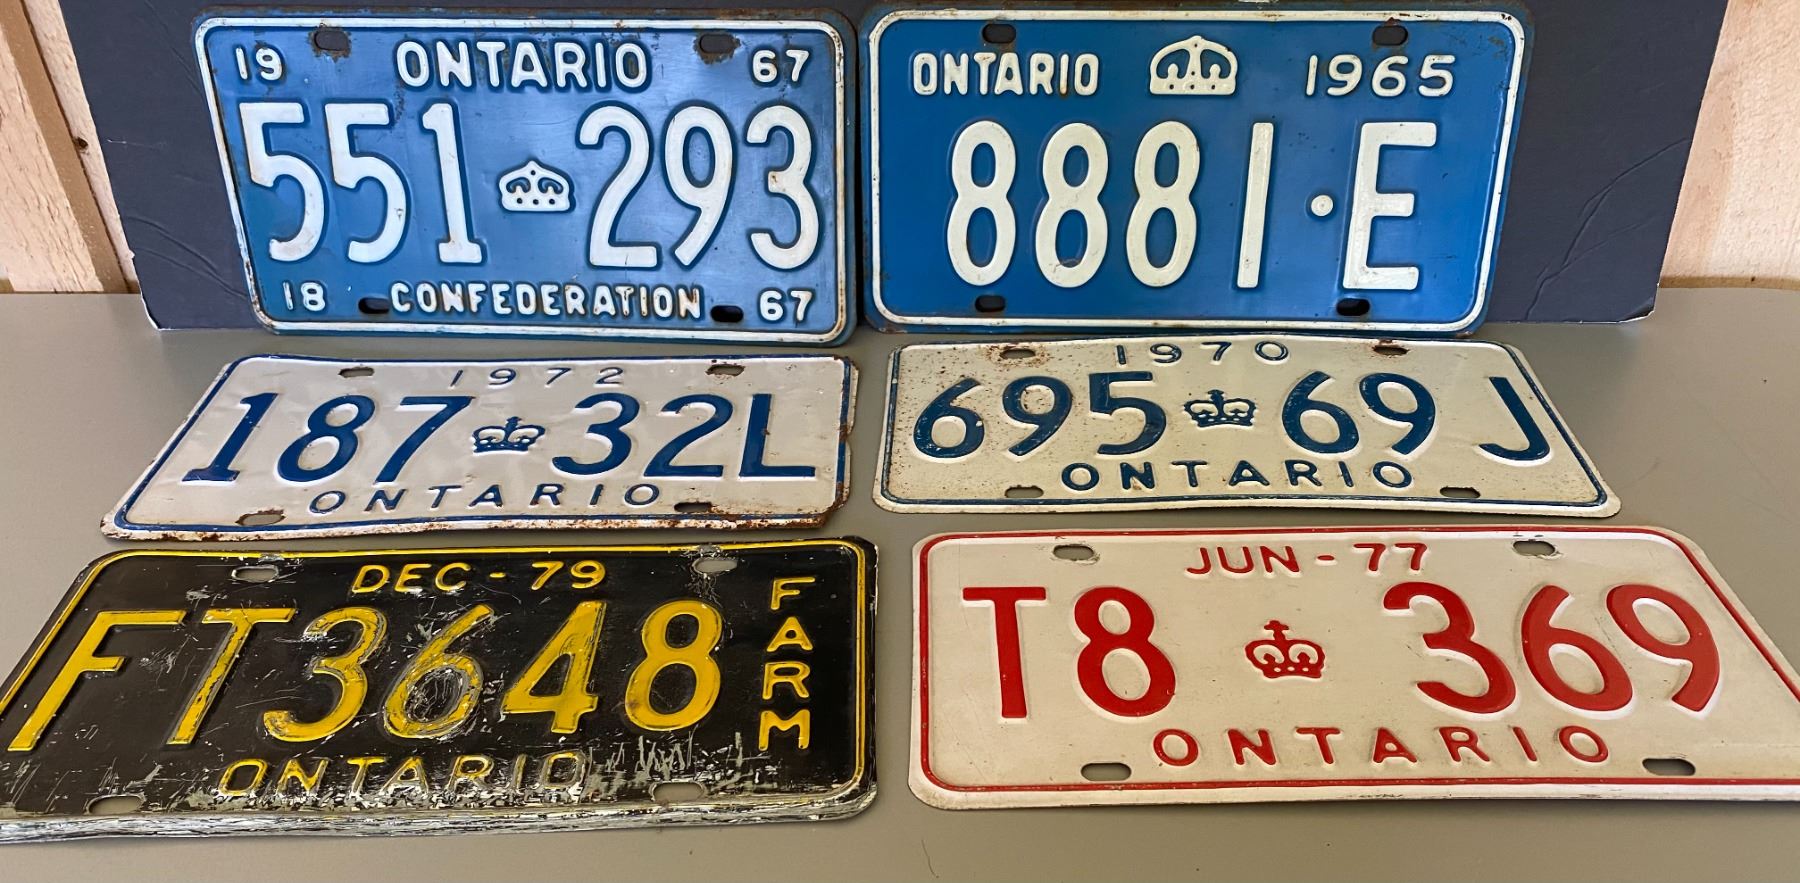 19 ONTARIO 67
551 293
18 CONFEDERATION 67
ONTARIO 1965
8881·E
1972
187 32L
ONTARIO
1970
695 69J
ONTARIO
DEC - 79
FT3648
FARM
ONTARIO
JUN - 77
T8 369
ONTARIO